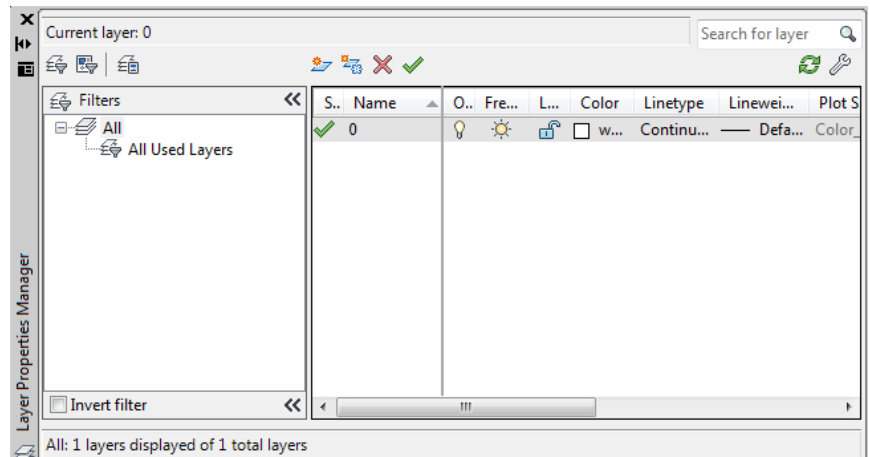 Current layer: 0
Search for layer
Filters
S.. Name O.. Fre... L... Color Linetype Linewei... Plot S
All
0 w... Continu... Defa... Color_
All Used Layers
Layer Properties Manager
Invert filter
All: 1 layers displayed of 1 total layers